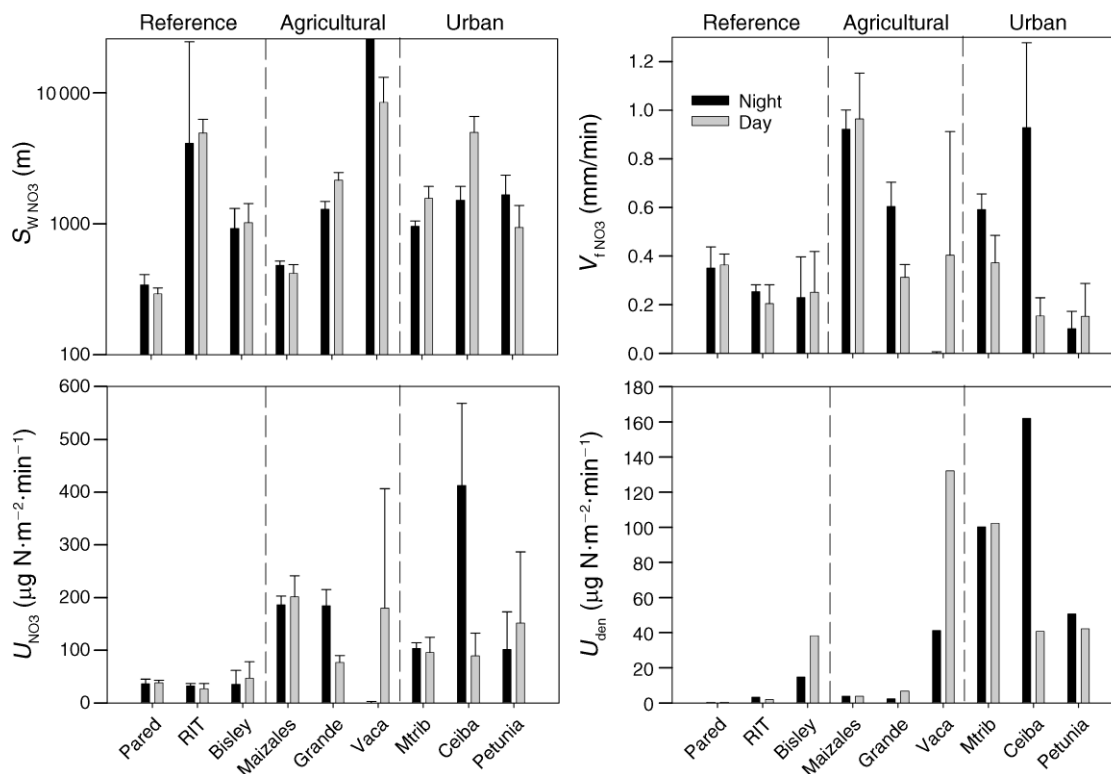 Reference Agricultural Urban
S_W NO3 (m)
10 000
1000
100
Reference Agricultural Urban
V_f NO3 (mm/min)
1.2
1.0
0.8
0.6
0.4
0.2
0.0
Night
Day
U_NO3 (μg N·m⁻²·min⁻¹)
600
500
400
300
200
100
0
Pared RIT Bisley Maizales Grande Vaca Mtrib Ceiba Petunia
U_den (μg N·m⁻²·min⁻¹)
180
160
140
120
100
80
60
40
20
0
Pared RIT Bisley Maizales Grande Vaca Mtrib Ceiba Petunia